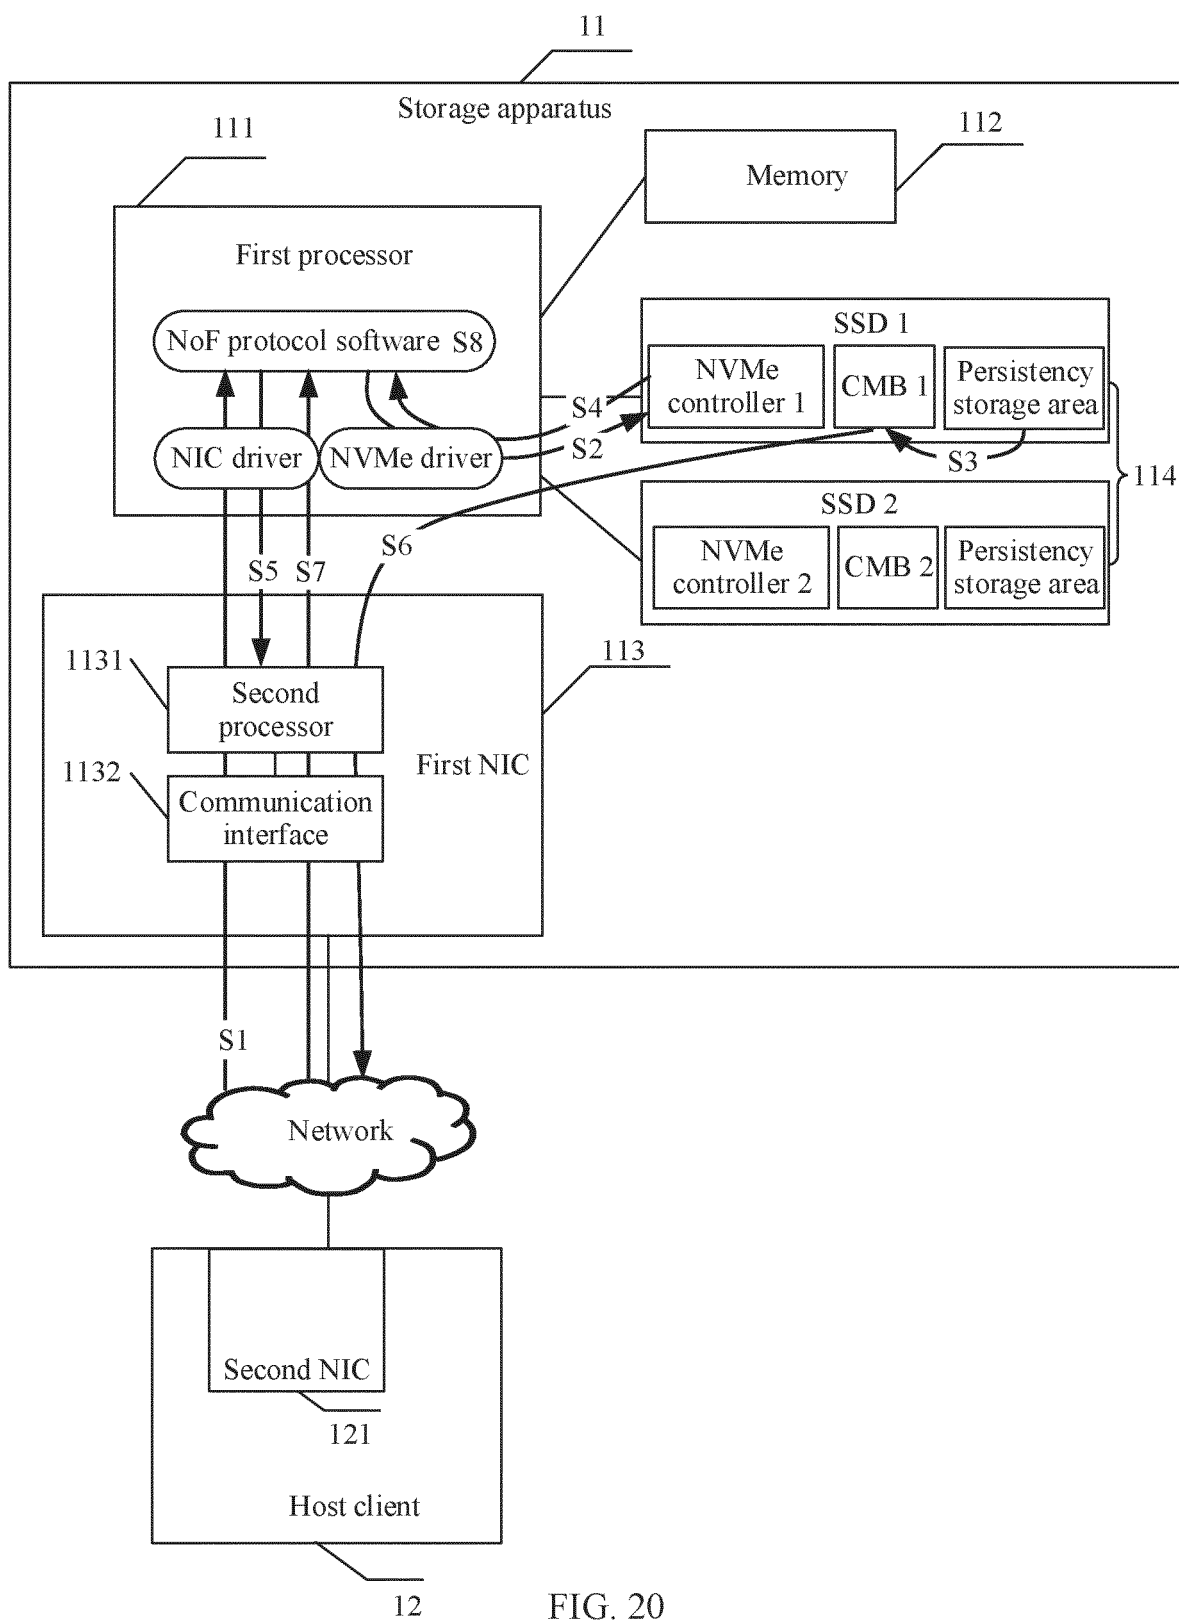 11
Storage apparatus
111
112
Memory
First processor
NoF protocol software S8
SSD 1
NVMe
controller 1
CMB 1
Persistency
storage area
S4
S2
S3
NIC driver
NVMe driver
114
SSD 2
NVMe
controller 2
CMB 2
Persistency
storage area
S6
S5
S7
1131
Second
processor
113
1132
Communication
interface
First NIC
S1
Network
Second NIC
121
Host client
12
FIG. 20